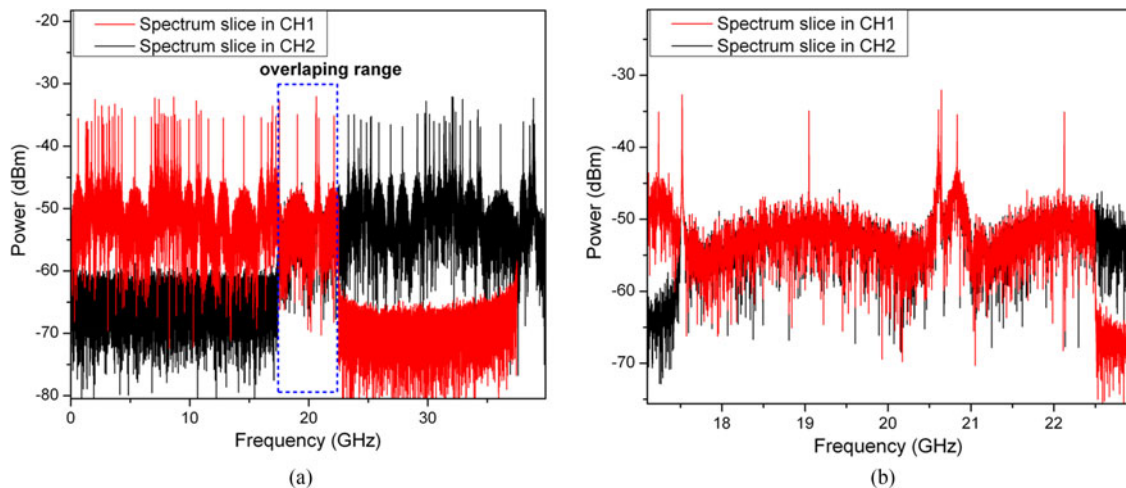 Spectrum slice in CH1
Spectrum slice in CH2
overlaping range
-20
-30
-40
-50
-60
-70
-80
Power (dBm)
0
10
20
30
Frequency (GHz)
(a)
Spectrum slice in CH1
Spectrum slice in CH2
-30
-50
-60
-70
Power (dBm)
18
19
20
21
22
Frequency (GHz)
(b)